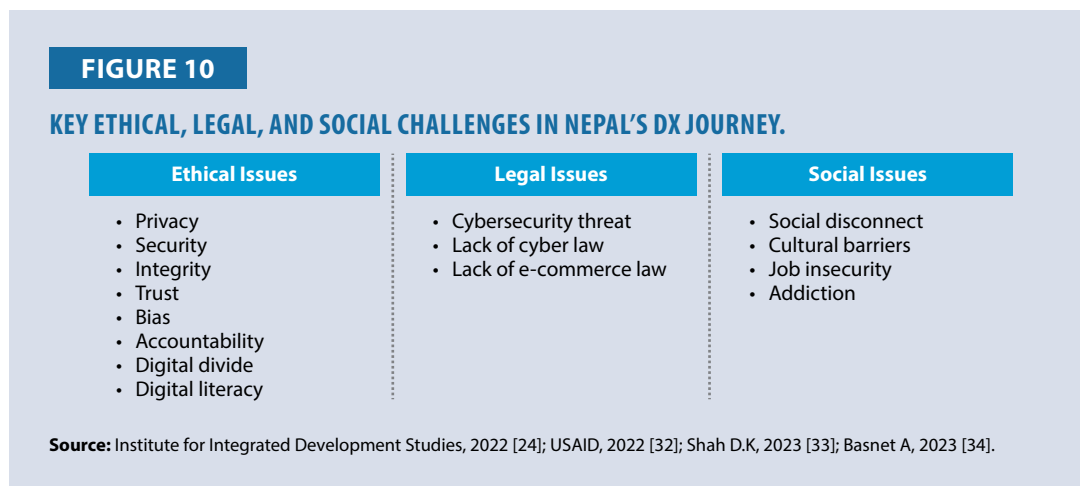 FIGURE 10
KEY ETHICAL, LEGAL, AND SOCIAL CHALLENGES IN NEPAL'S DX JOURNEY.
Ethical Issues
• Privacy
• Security
• Integrity
• Trust
• Bias
• Accountability
• Digital divide
• Digital literacy
Legal Issues
• Cybersecurity threat
• Lack of cyber law
• Lack of e-commerce law
Social Issues
• Social disconnect
• Cultural barriers
• Job insecurity
• Addiction
Source: Institute for Integrated Development Studies, 2022 [24]; USAID, 2022 [32]; Shah D.K, 2023 [33]; Basnet A, 2023 [34].